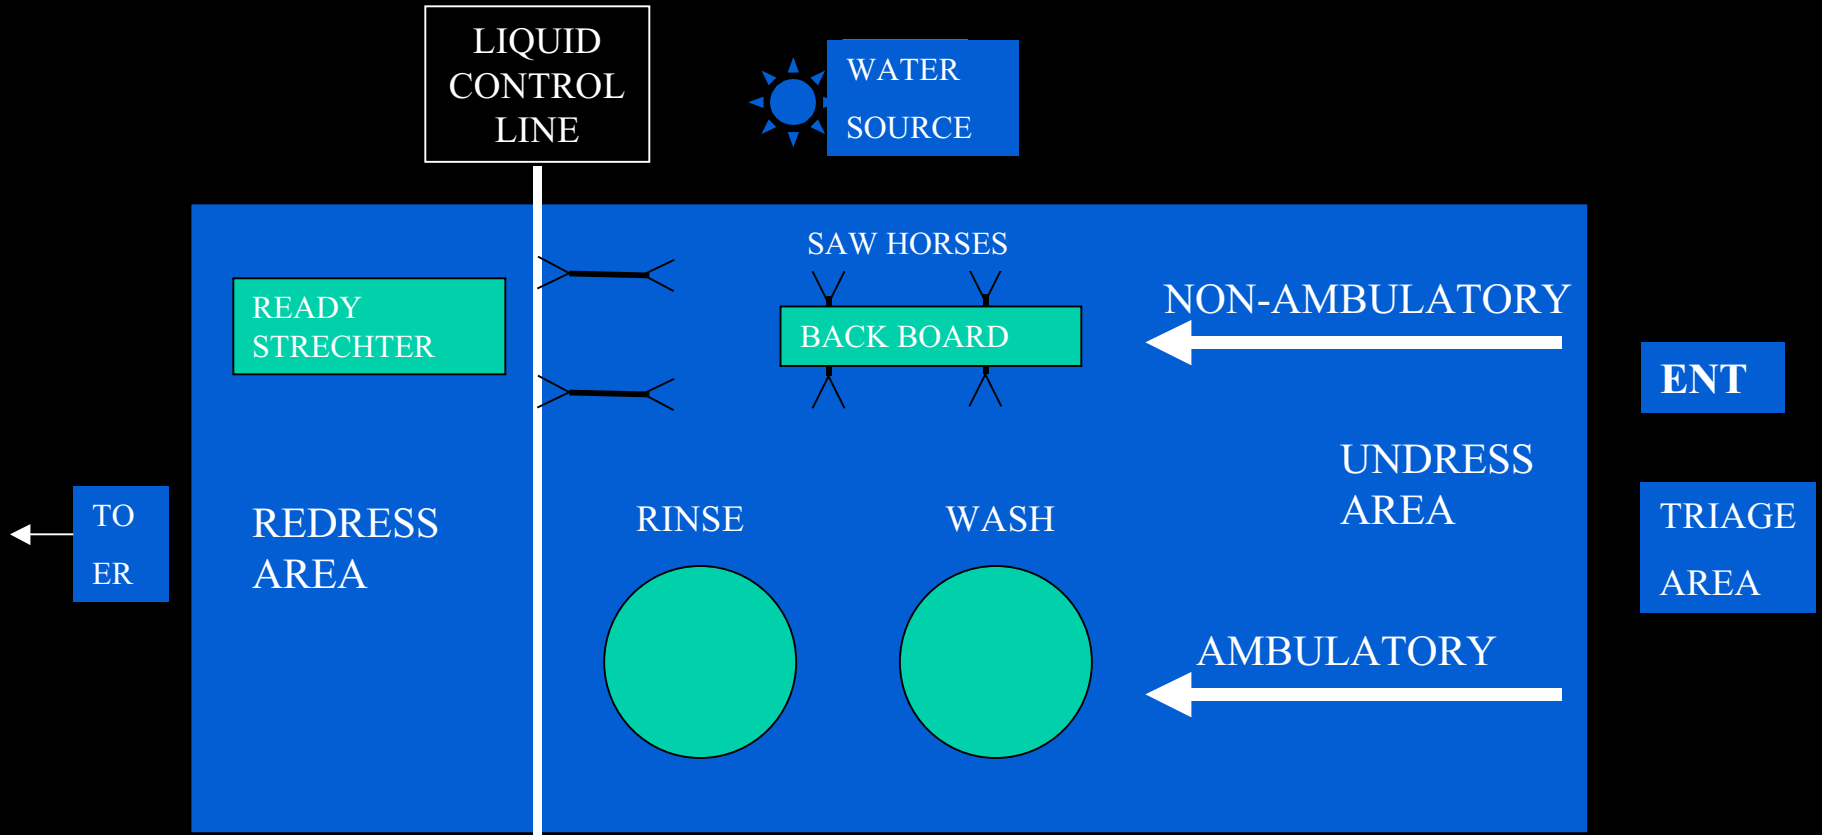 LIQUID
CONTROL
LINE
WATER
SOURCE
SAW HORSES
READY
STRECHTER
BACK BOARD
NON-AMBULATORY
ENT
UNDRESS
AREA
TO
ER
REDRESS
AREA
RINSE
WASH
TRIAGE
AREA
AMBULATORY